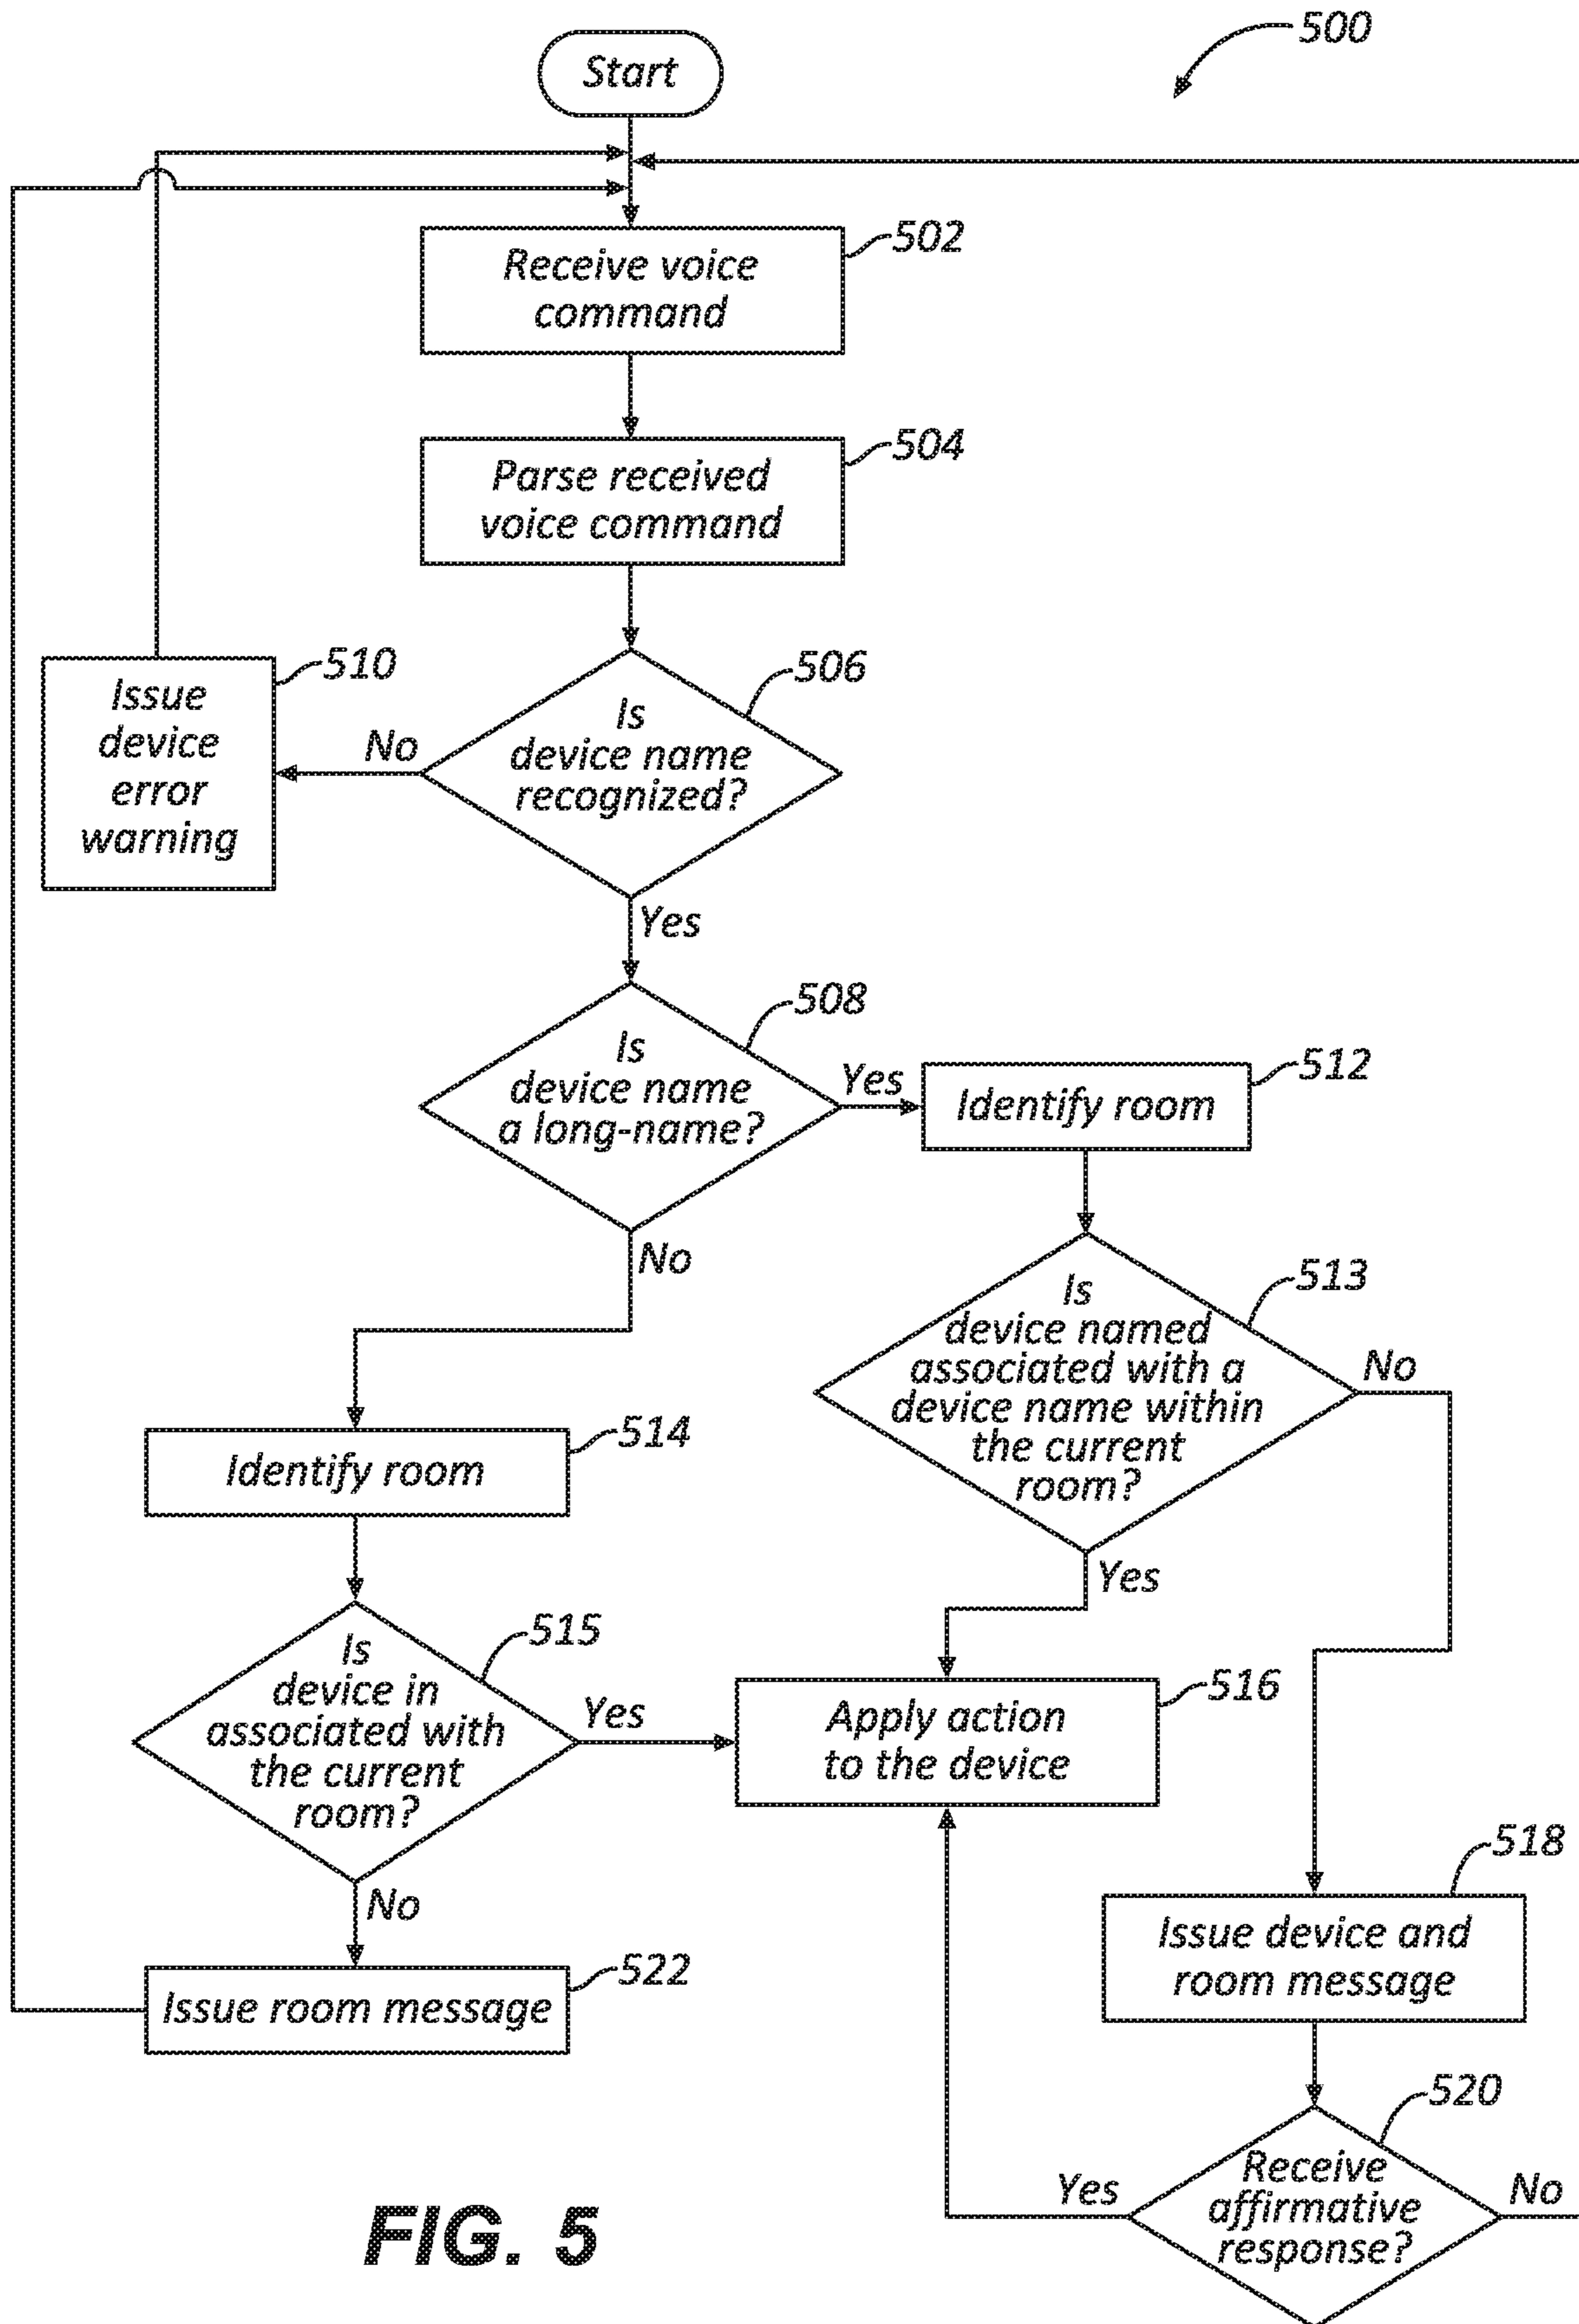 500
Start
Receive voice
command
502
Parse received
voice command
504
Is
device name
recognized?
506
No
Issue
device
error
warning
510
Yes
Is
device name
a long-name?
508
Yes
Identify room
512
No
Is
device named
associated with a
device name within
the current
room?
513
No
Identify room
514
Yes
Is
device in
associated with
the current
room?
515
Yes
Apply action
to the device
516
No
Issue device and
room message
518
Issue room message
522
Receive
affirmative
response?
520
Yes
No
FIG. 5